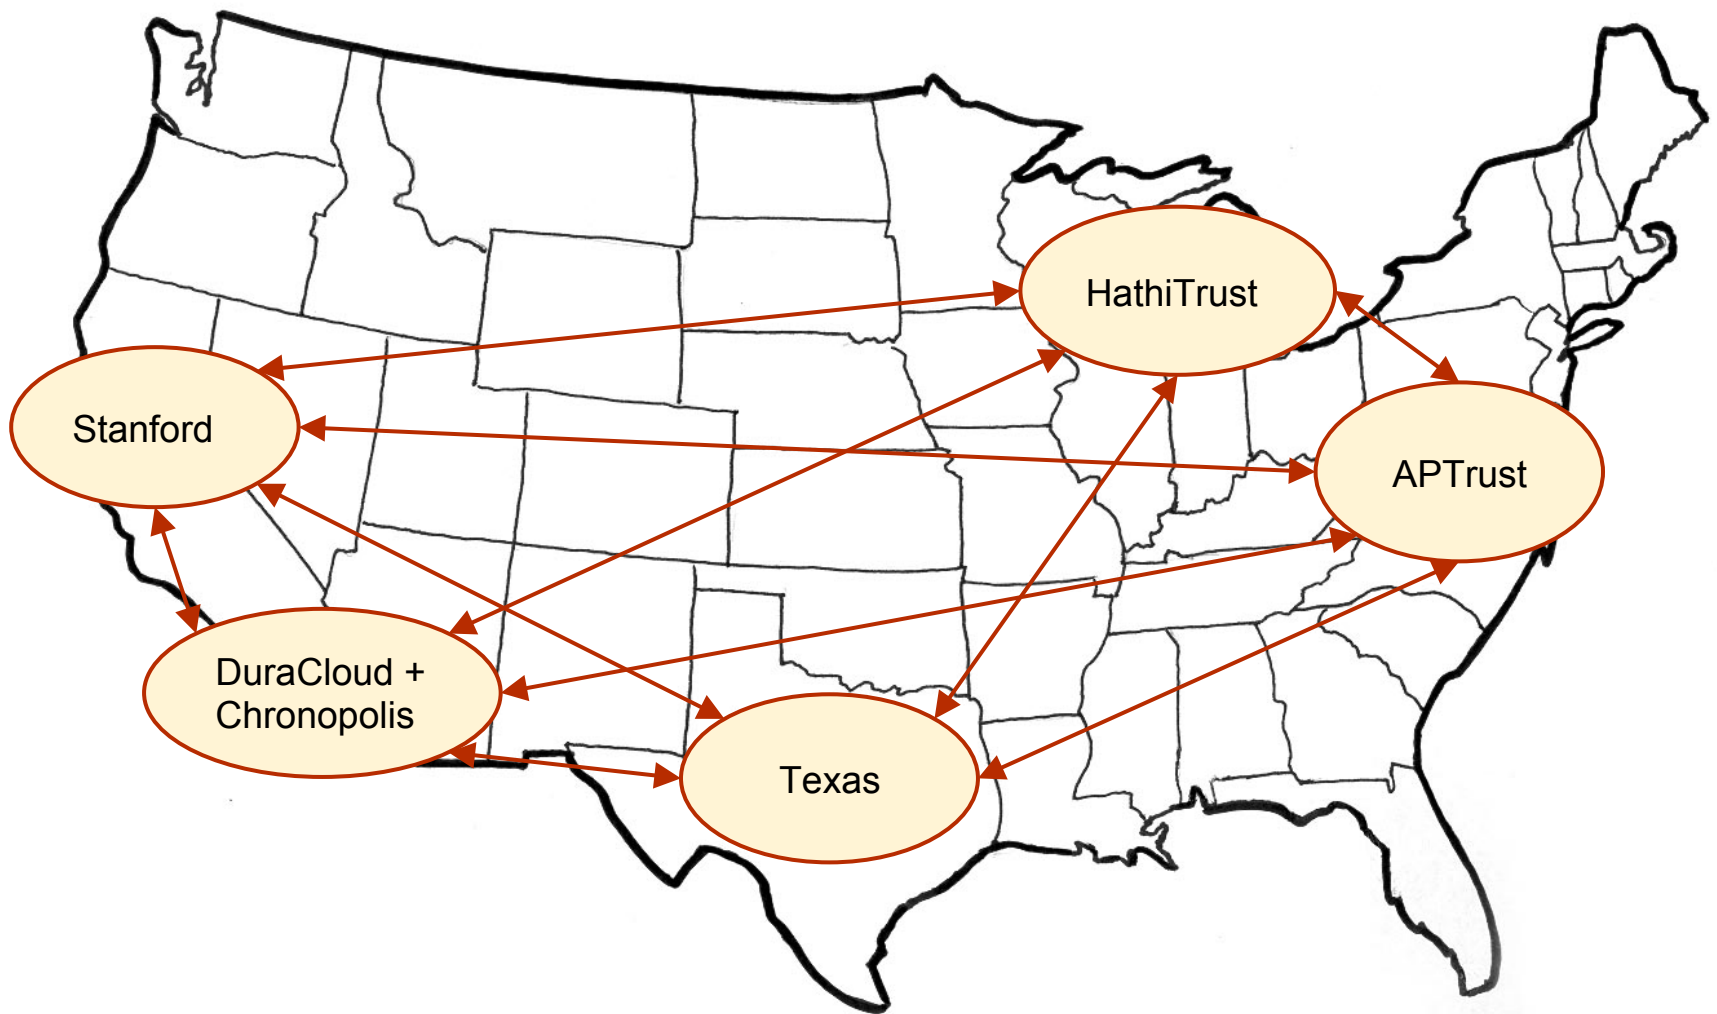 HathiTrust
Stanford
APTrust
DuraCloud +
Chronopolis
Texas